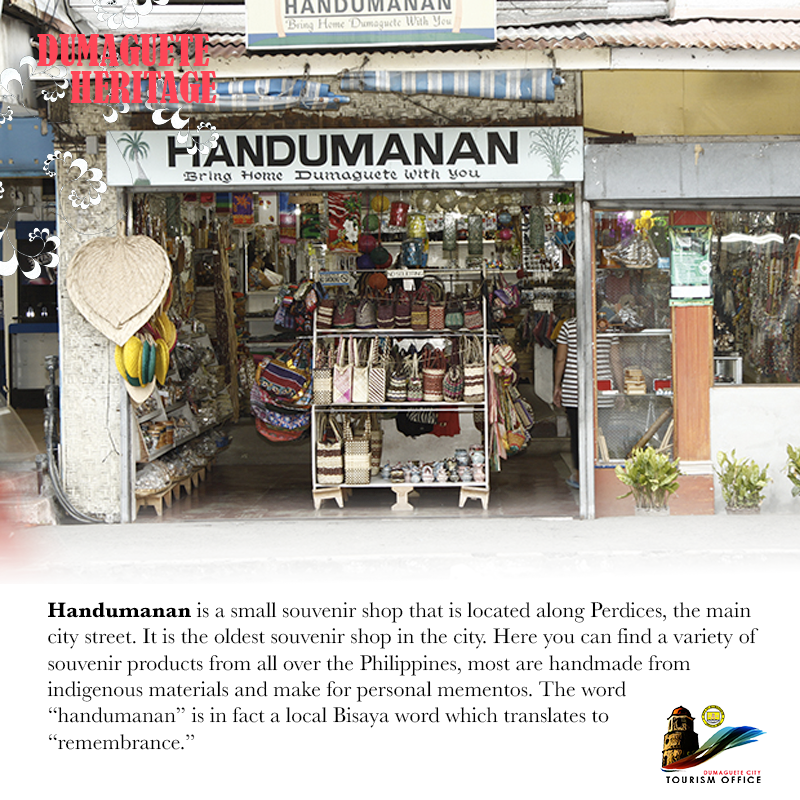 HANDUMANAN
Bring Home Dumaguete With You
DUMAGUETE
HERITAGE
HANDUMANAN
Bring Home Dumaguete With You
Handumanan is a small souvenir shop that is located along Perdices, the main
city street. It is the oldest souvenir shop in the city. Here you can find a variety of
souvenir products from all over the Philippines, most are handmade from
indigenous materials and make for personal mementos. The word
“handumanan” is in fact a local Bisaya word which translates to
“remembrance.”
DUMAGUETE CITY
TOURISM OFFICE